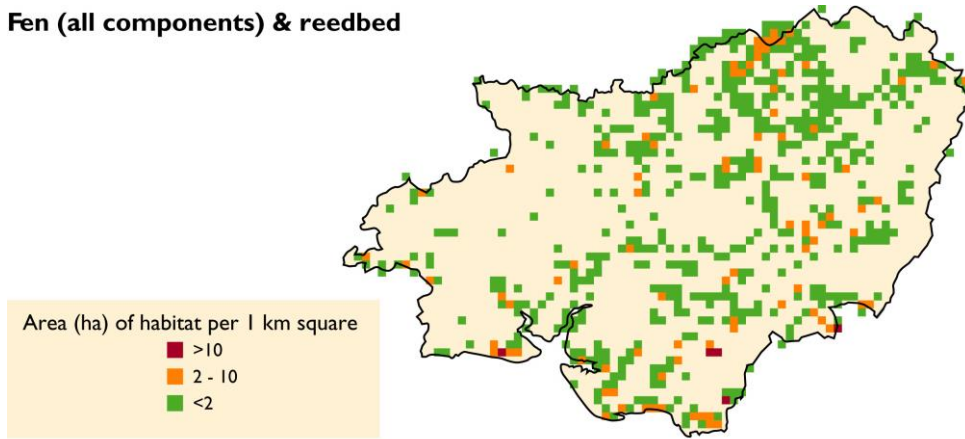 Fen (all components) & reedbed
Area (ha) of habitat per 1 km square
>10
2 - 10
<2